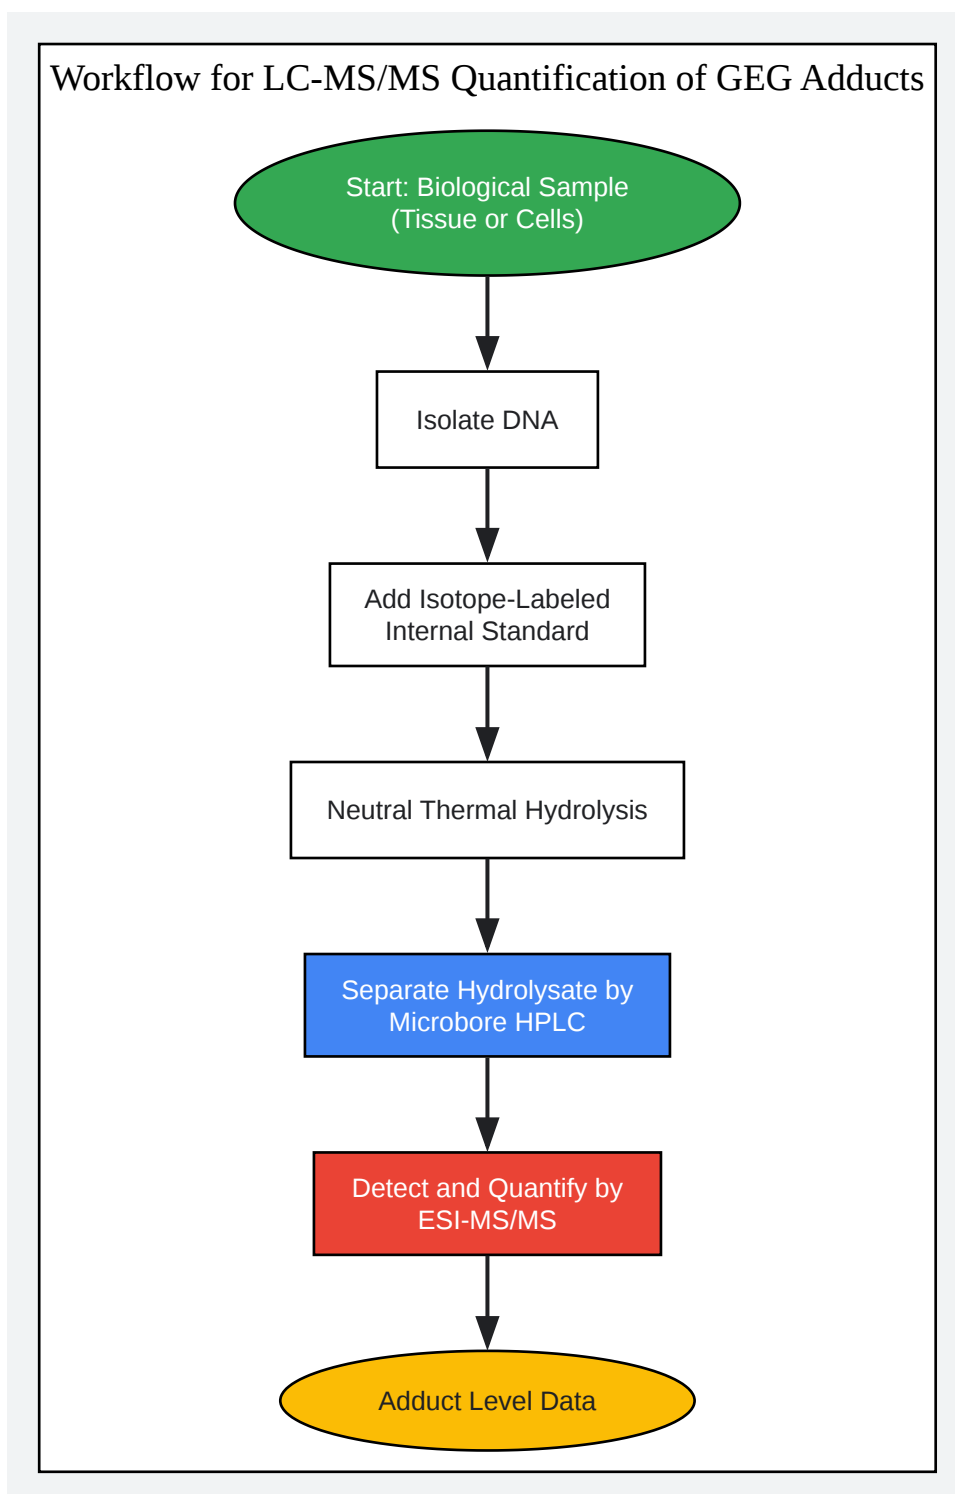 Workflow for LC-MS/MS Quantification of GEG Adducts
Start: Biological Sample
(Tissue or Cells)
Isolate DNA
Add Isotope-Labeled
Internal Standard
Neutral Thermal Hydrolysis
Separate Hydrolysate by
Microbore HPLC
Detect and Quantify by
ESI-MS/MS
Adduct Level Data